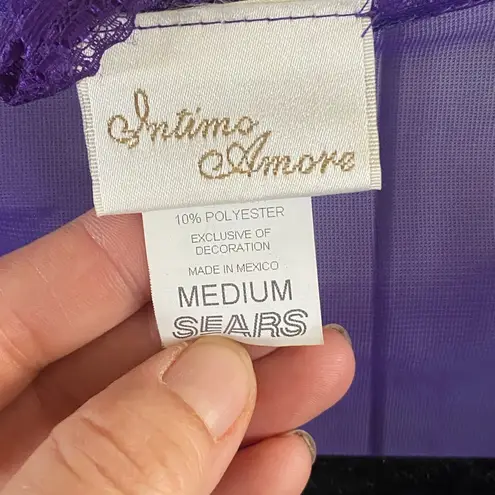 Intimo
Amore
10% POLYESTER
EXCLUSIVE OF
DECORATION
MADE IN MEXICO
MEDIUM
SEARS